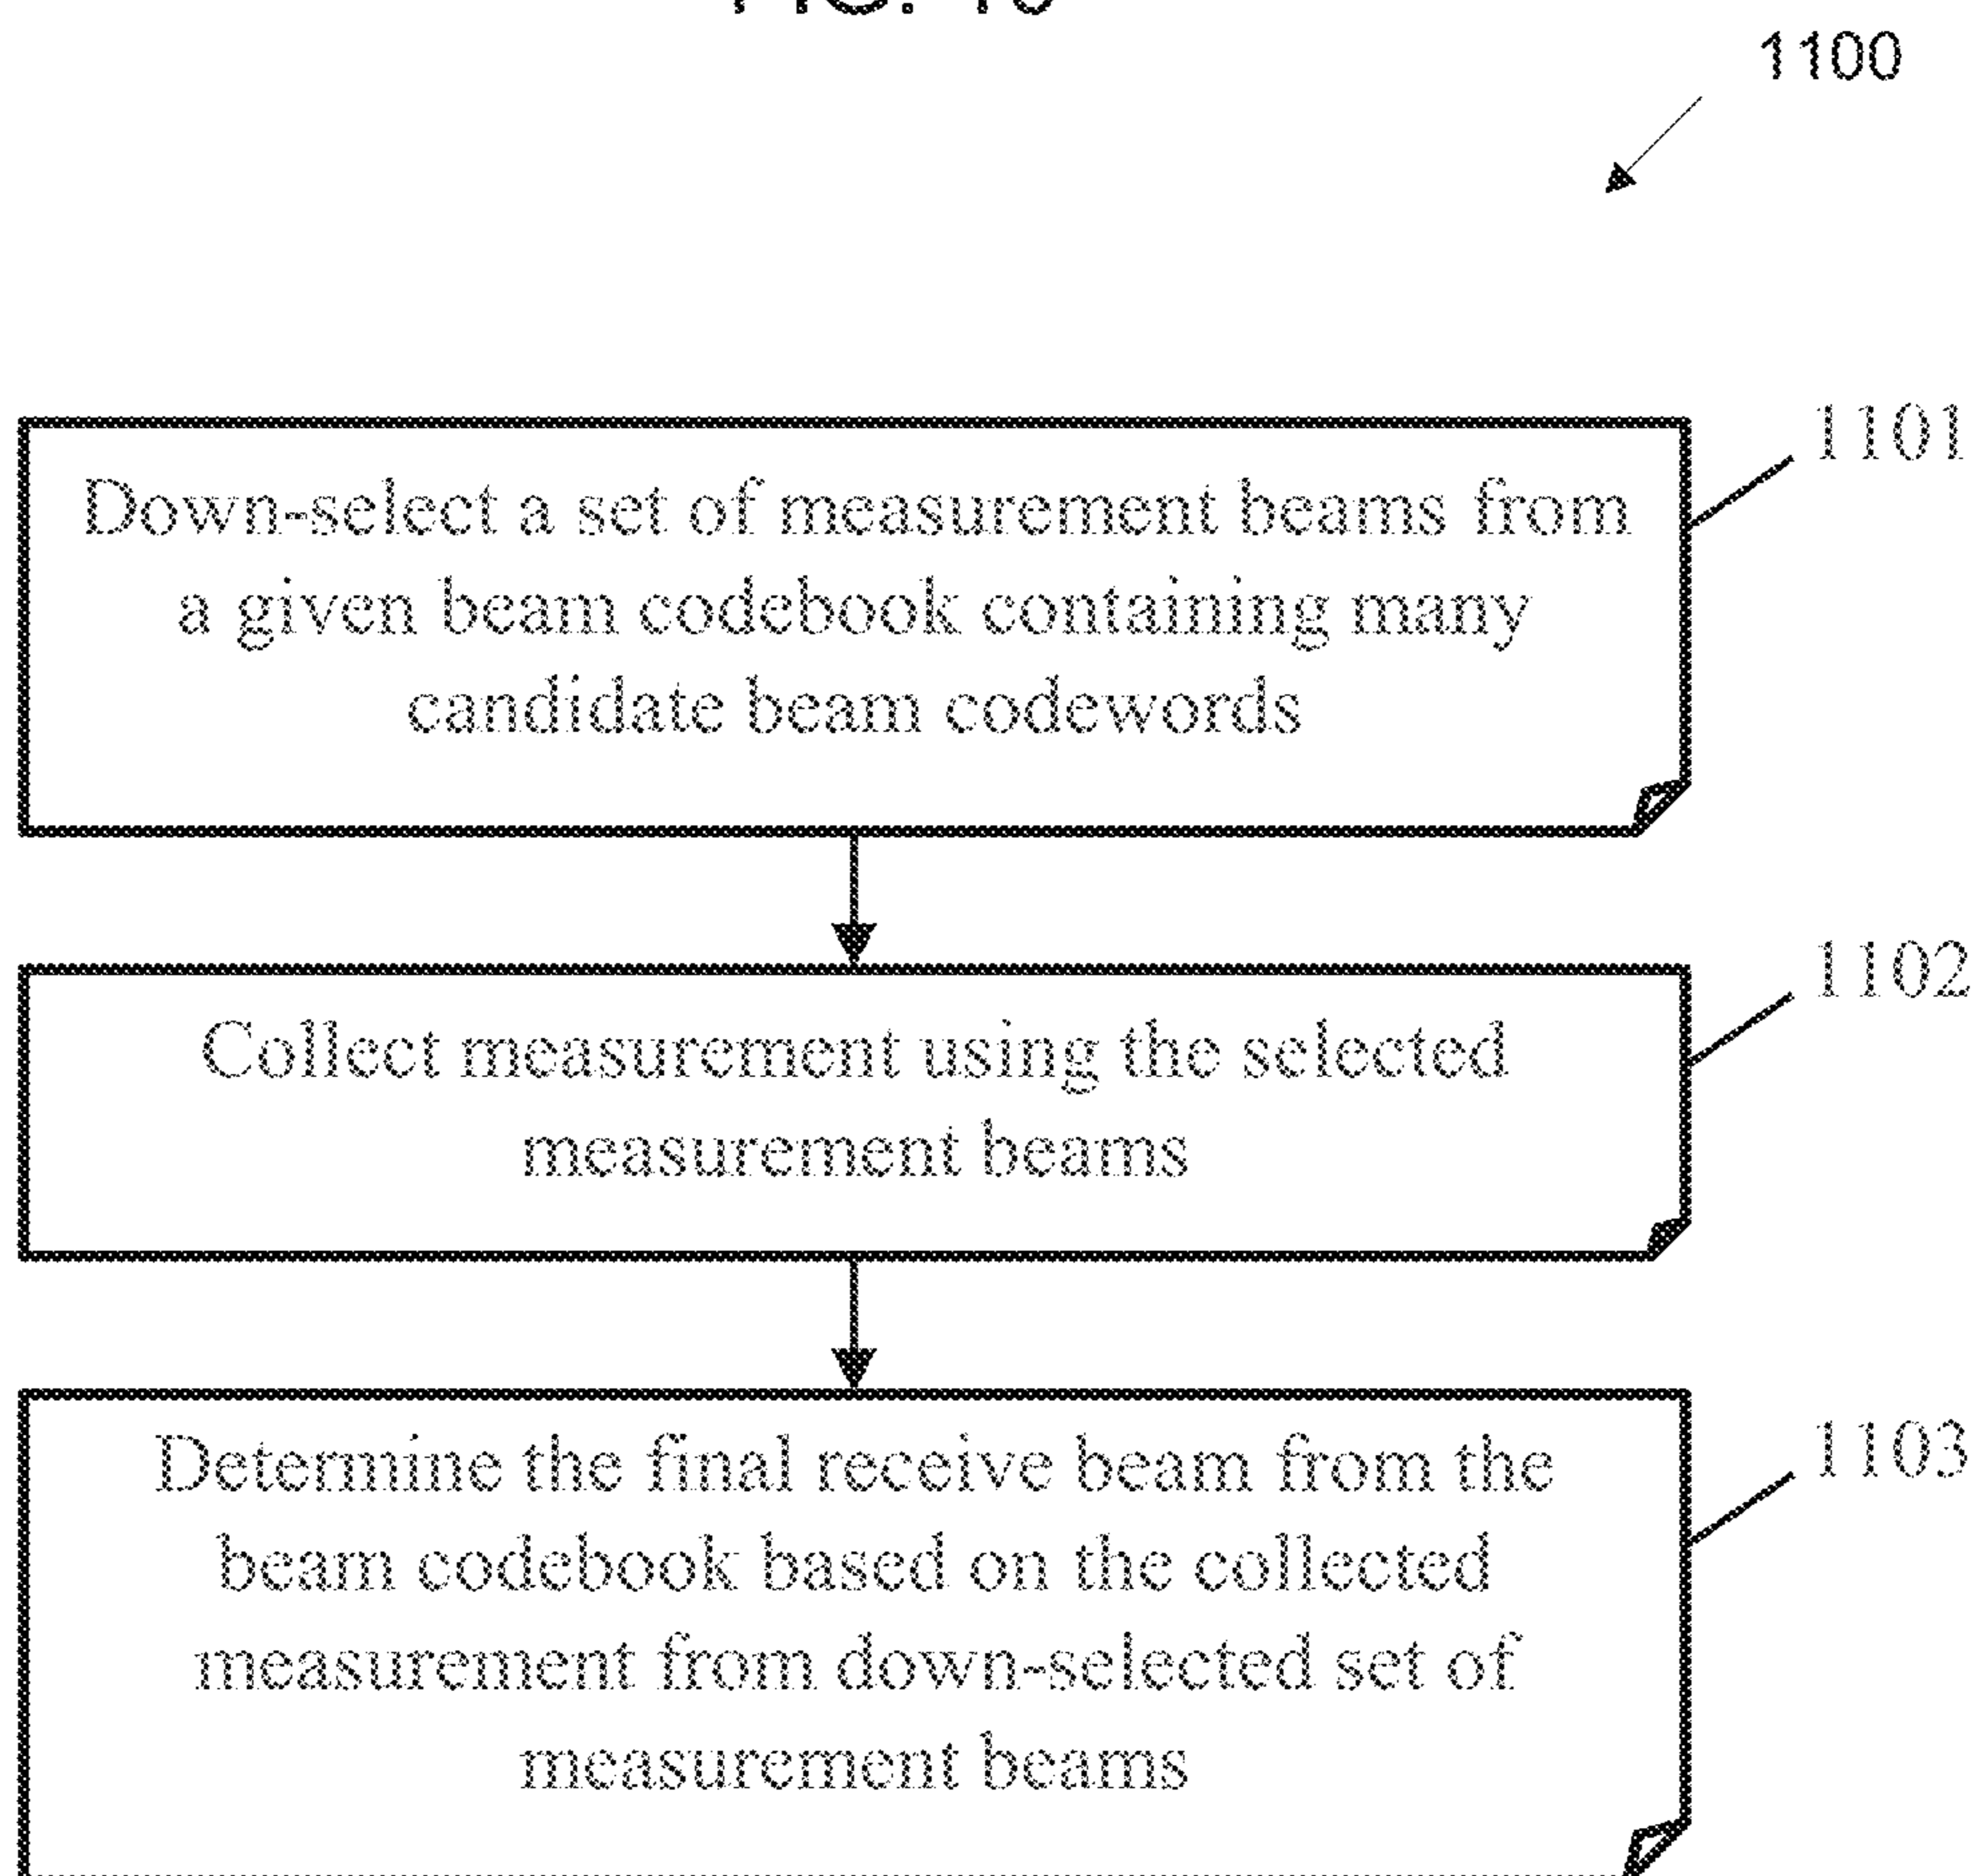 FIG. 10
1100
1101
Down-select a set of measurement beams from
a given beam codebook containing many
candidate beam codewords
1102
Collect measurement using the selected
measurement beams
1103
Determine the final receive beam from the
beam codebook based on the collected
measurement from down-selected set of
measurement beams